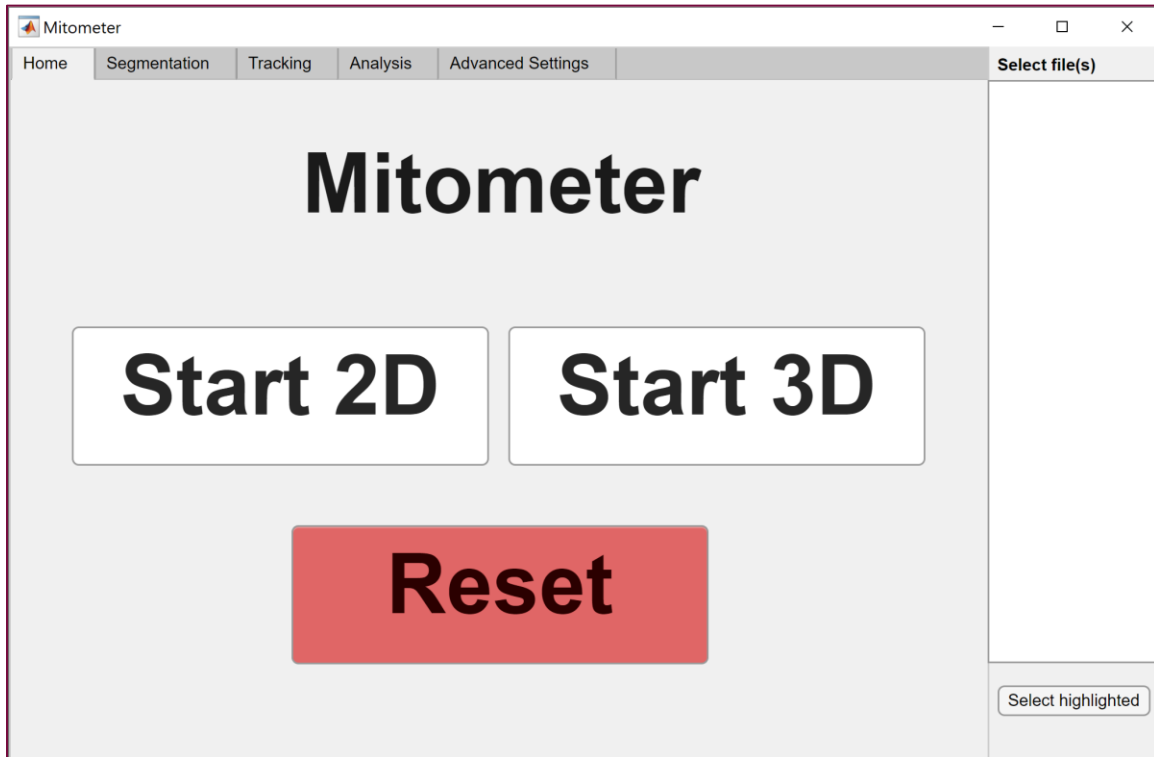 Mitometer
Home Segmentation Tracking Analysis Advanced Settings
Select file(s)
Mitometer
Start 2D Start 3D
Reset
Select highlighted